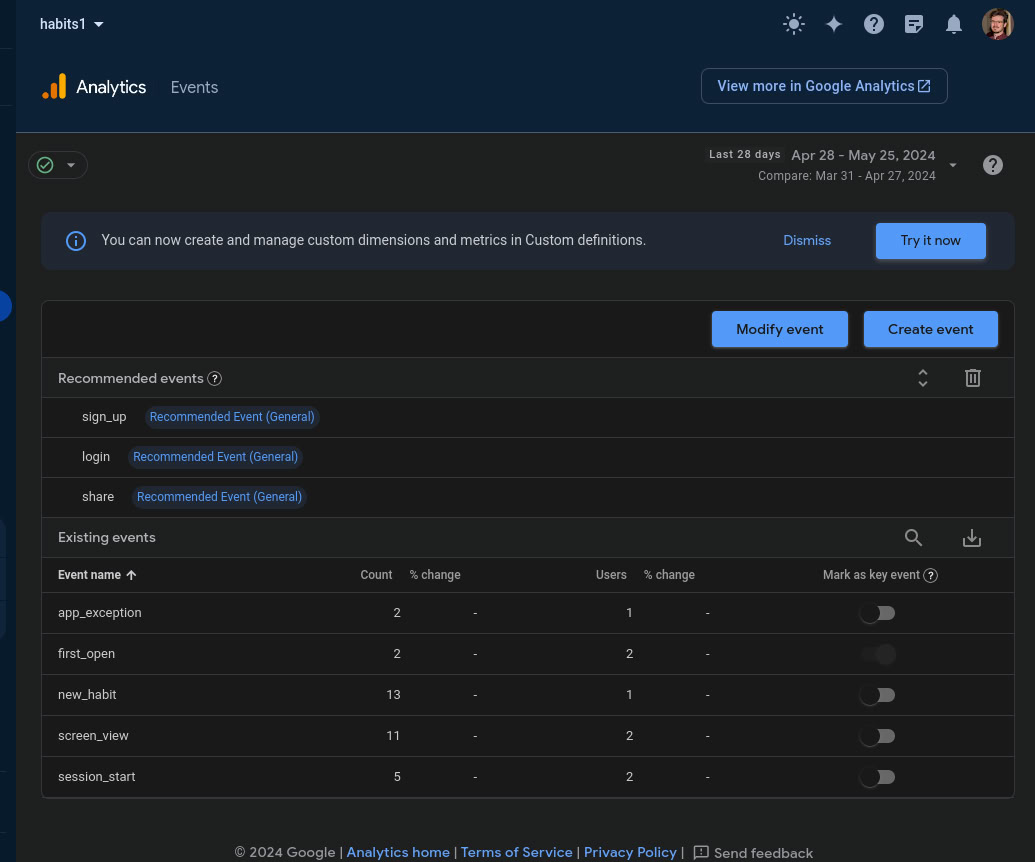 habits1
Analytics Events
View more in Google Analytics
Last 28 days Apr 28 - May 25, 2024
Compare: Mar 31 - Apr 27, 2024
You can now create and manage custom dimensions and metrics in Custom definitions. Dismiss Try it now
Modify event Create event
Recommended events ?
sign_up Recommended Event (General)
login Recommended Event (General)
share Recommended Event (General)
Existing events
Event name Count % change Users % change Mark as key event ?
app_exception 2 - 1 -
first_open 2 - 2 -
new_habit 13 - 1 -
screen_view 11 - 2 -
session_start 5 - 2 -
© 2024 Google | Analytics home | Terms of Service | Privacy Policy | Send feedback